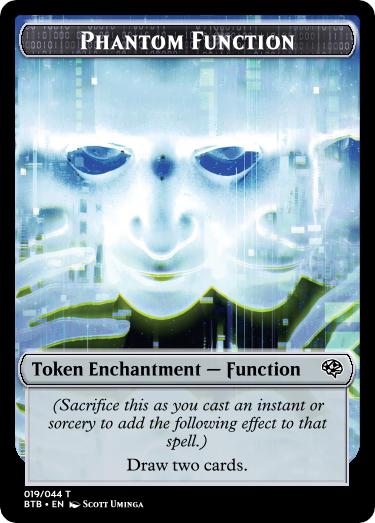 PHANTOM FUNCTION
Token Enchantment — Function
(Sacrifice this as you cast an instant or
sorcery to add the following effect to that
spell.)
Draw two cards.
019/044 T
BTB • EN SCOTT UMINGA